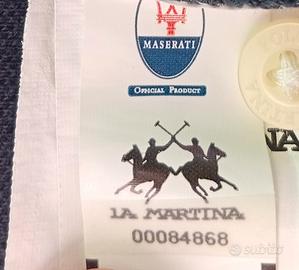 MASERATI
OFFICIAL PRODUCT
LA MARTINA
00084868
subito